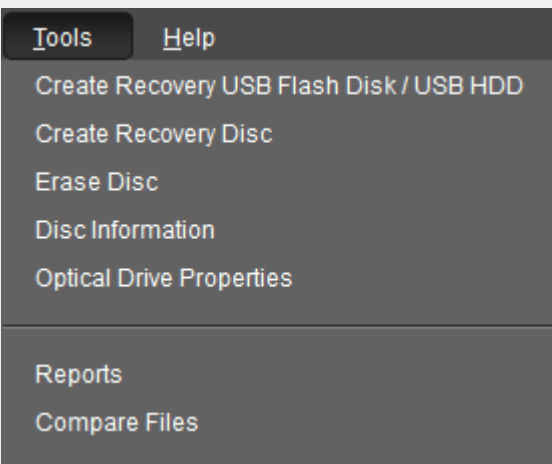 Tools Help
Create Recovery USB Flash Disk / USB HDD
Create Recovery Disc
Erase Disc
Disc Information
Optical Drive Properties
Reports
Compare Files